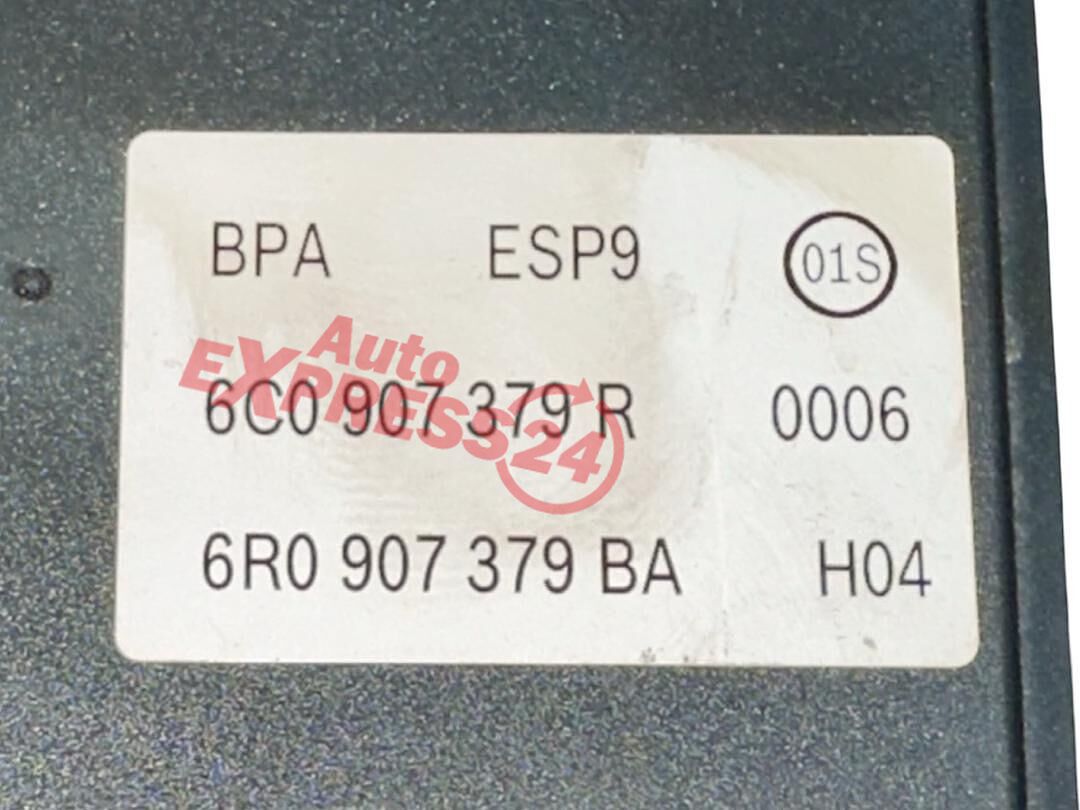 BPA ESP9 01S
Auto
EXPRESS24
6C0 907 379 R 0006
6R0 907 379 BA H04